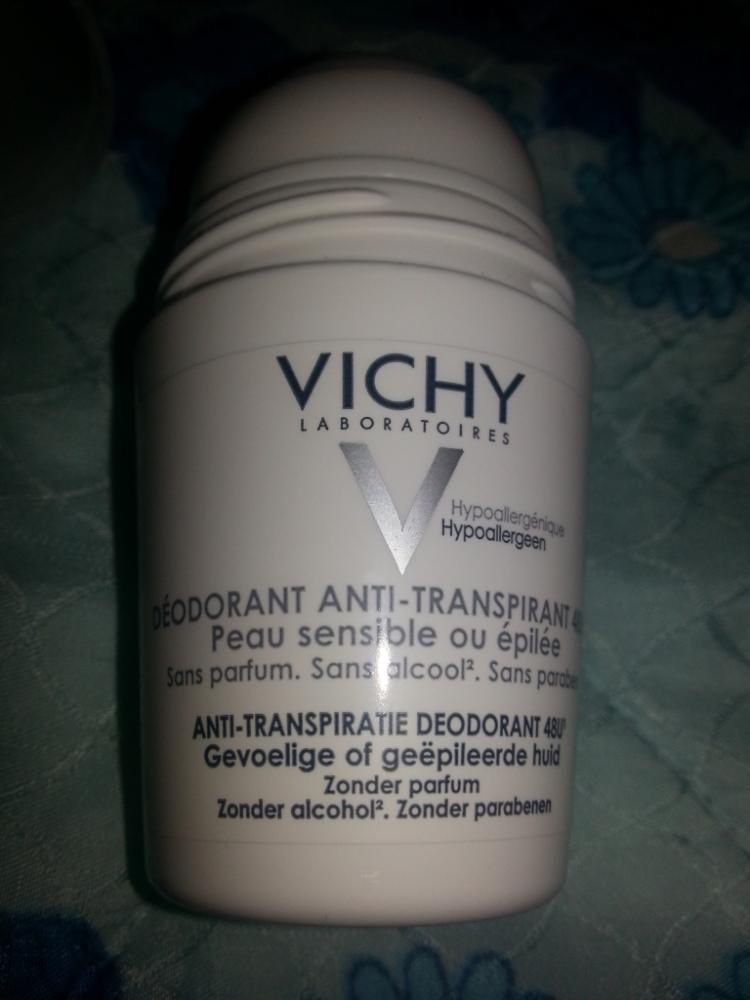 VICHY
LABORATOIRES
V
Hypoallergénique
Hypoallergeen
DÉODORANT ANTI-TRANSPIRANT
Peau sensible ou épilée
Sans parfum. Sans alcool². Sans
ANTI-TRANSPIRATIE DEODORANT 48U
Gevoelige of geëpileerde huid
Zonder parfum
Zonder alcohol². Zonder parabenen